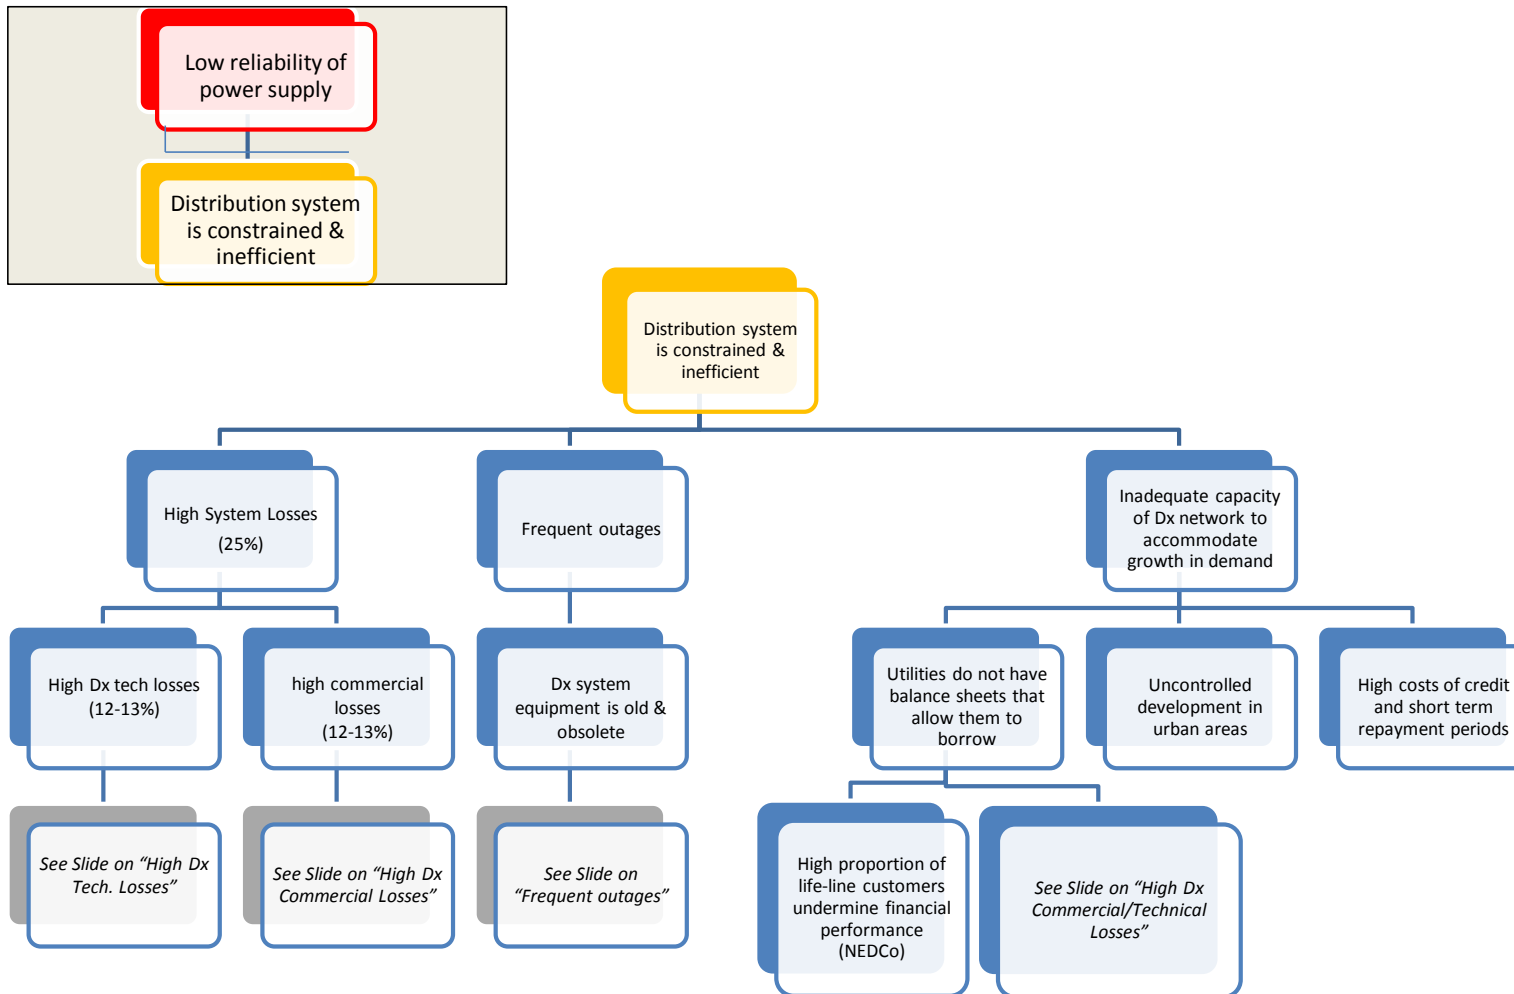 Low reliability of
power supply
Distribution system
is constrained &
inefficient
Distribution system
is constrained &
inefficient
High System Losses
(25%)
Frequent outages
Inadequate capacity
of Dx network to
accommodate
growth in demand
High Dx tech losses
(12-13%)
high commercial
losses
(12-13%)
Dx system
equipment is old &
obsolete
Utilities do not have
balance sheets that
allow them to
borrow
Uncontrolled
development in
urban areas
High costs of credit
and short term
repayment periods
See Slide on “High Dx
Tech. Losses”
See Slide on “High Dx
Commercial Losses”
See Slide on
“Frequent outages”
High proportion of
life-line customers
undermine financial
performance
(NEDCo)
See Slide on “High Dx
Commercial/Technical
Losses”